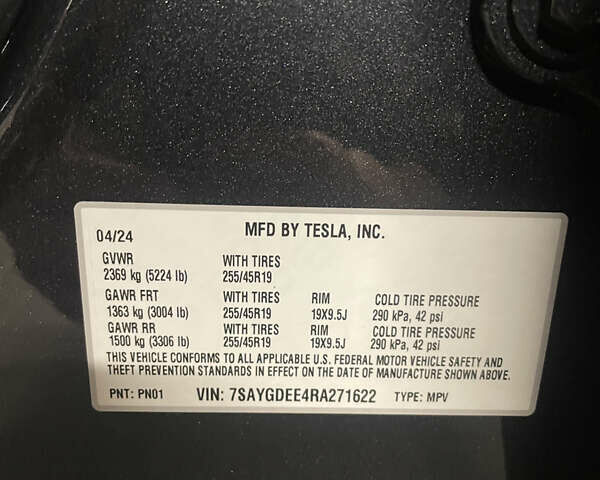 04/24 MFD BY TESLA, INC.
GVWR WITH TIRES
2369 kg (5224 lb) 255/45R19
GAWR FRT WITH TIRES RIM COLD TIRE PRESSURE
1363 kg (3004 lb) 255/45R19 19X9.5J 290 kPa, 42 psi
GAWR RR WITH TIRES RIM COLD TIRE PRESSURE
1500 kg (3306 lb) 255/45R19 19X9.5J 290 kPa, 42 psi
THIS VEHICLE CONFORMS TO ALL APPLICABLE U.S. FEDERAL MOTOR VEHICLE SAFETY AND
THEFT PREVENTION STANDARDS IN EFFECT ON THE DATE OF MANUFACTURE SHOWN ABOVE.
PNT: PN01 VIN: 7SAYGDEE4RA271622 TYPE: MPV